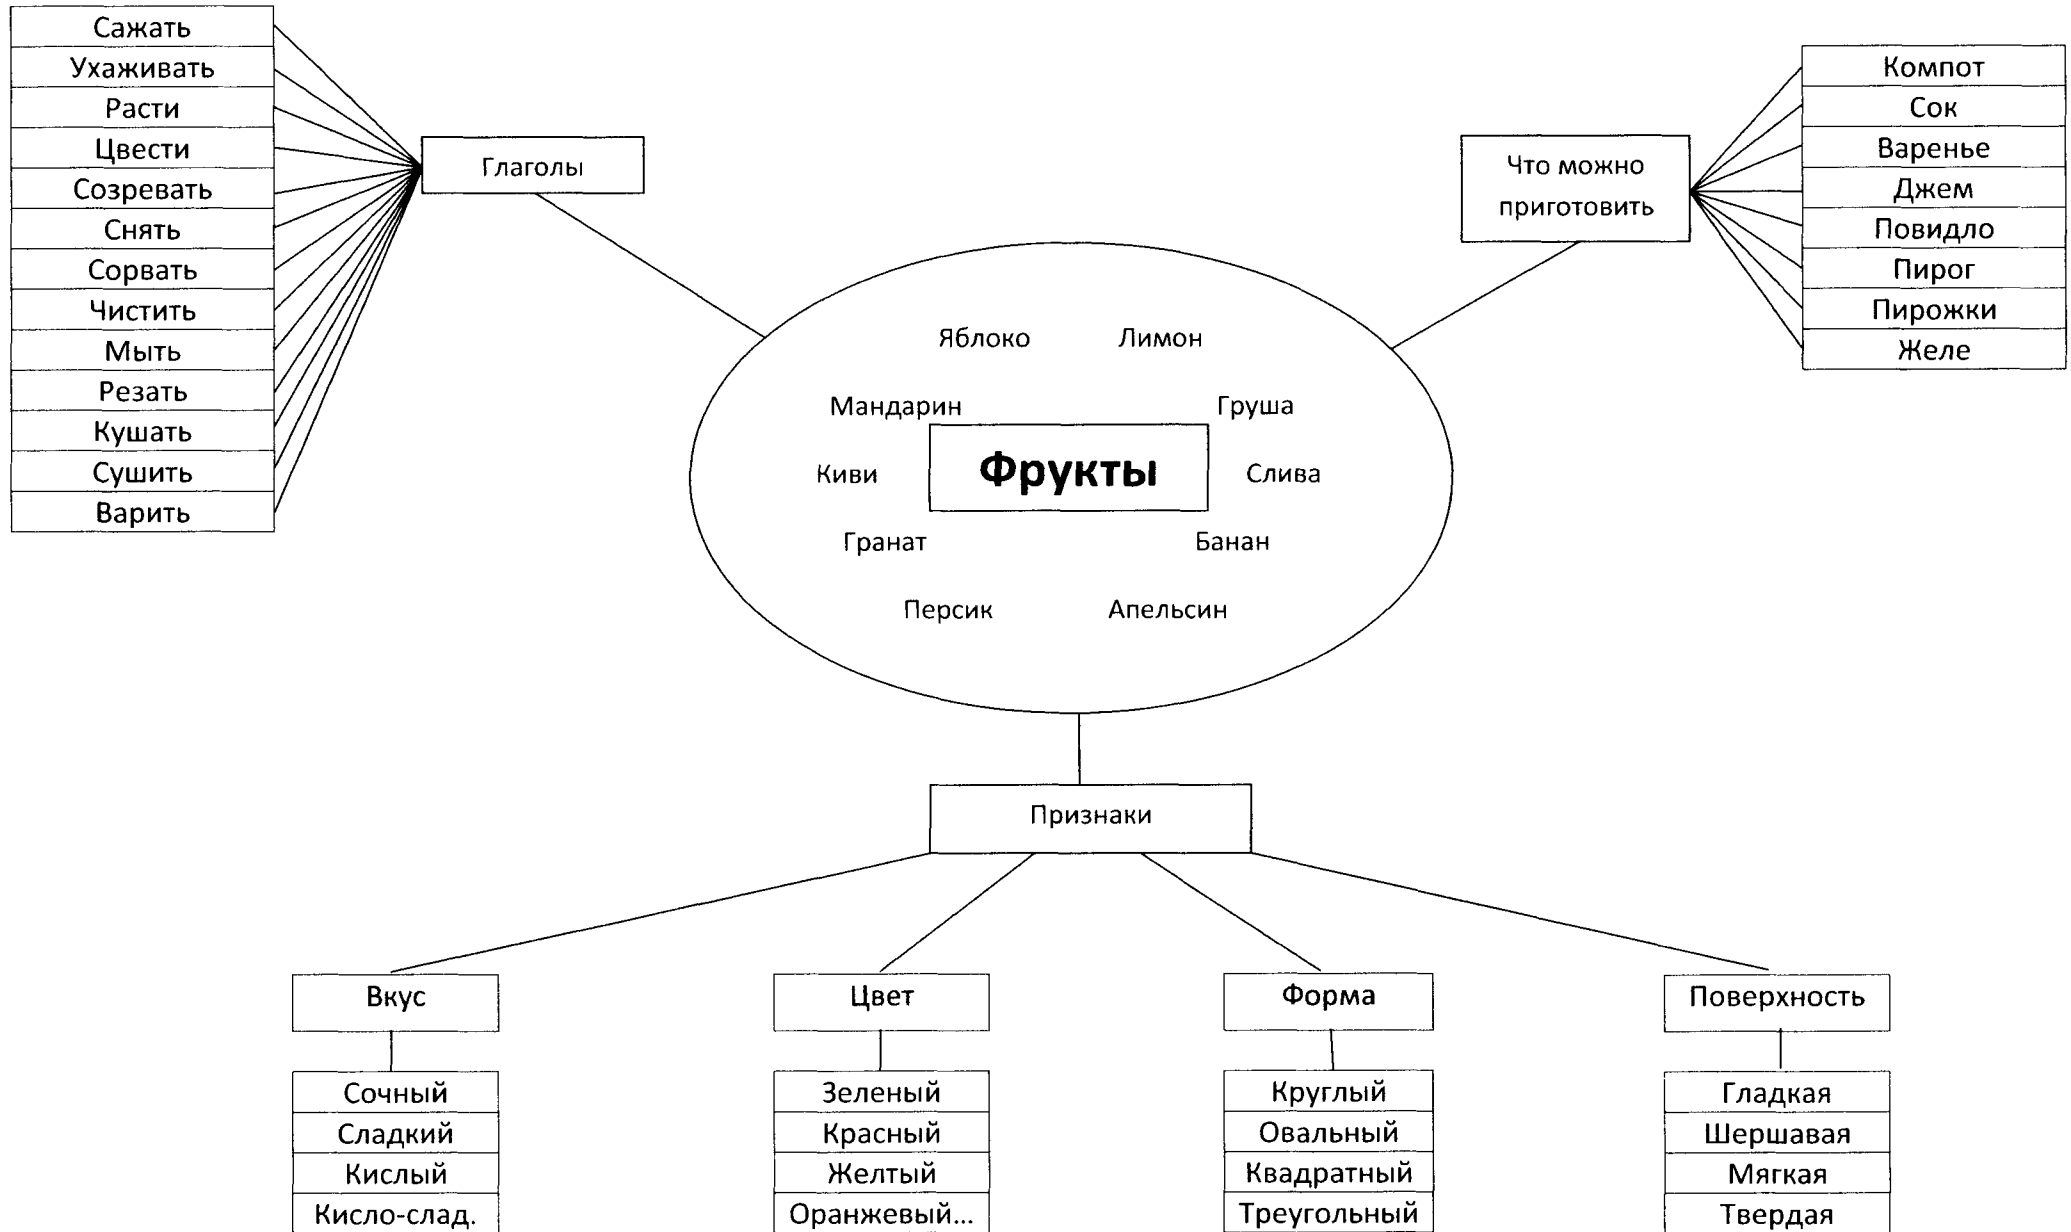 Сажать
Ухаживать
Расти
Цвести
Созревать
Снять
Сорвать
Чистить
Мыть
Резать
Кушать
Сушить
Варить
Глаголы
Что можно
приготовить
Компот
Сок
Варенье
Джем
Повидло
Пирог
Пирожки
Желе
Яблоко Лимон
Мандарин Груша
Киви Фрукты Слива
Гранат Банан
Персик Апельсин
Признаки
Вкус
Сочный
Сладкий
Кислый
Кисло-слад.
Цвет
Зеленый
Красный
Желтый
Оранжевый...
Форма
Круглый
Овальный
Квадратный
Треугольный
Поверхность
Гладкая
Шершавая
Мягкая
Твердая